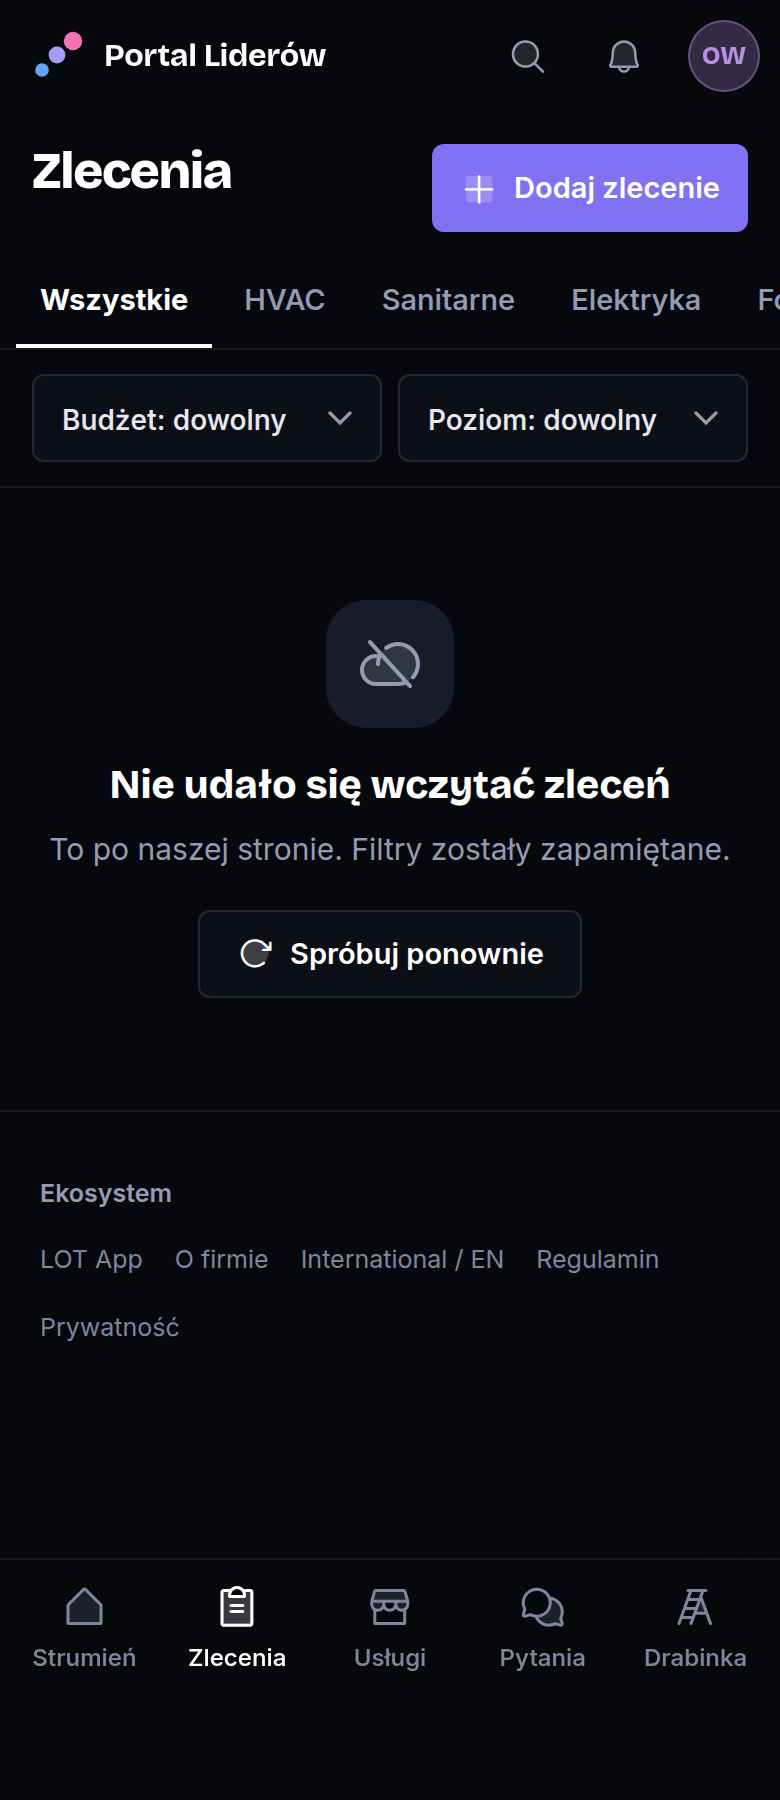 Portal Liderów
OW
Zlecenia
Dodaj zlecenie
Wszystkie HVAC Sanitarne Elektryka Fo
Budżet: dowolny Poziom: dowolny
Nie udało się wczytać zleceń
To po naszej stronie. Filtry zostały zapamiętane.
Spróbuj ponownie
Ekosystem
LOT App O firmie International / EN Regulamin
Prywatność
Strumień Zlecenia Usługi Pytania Drabinka